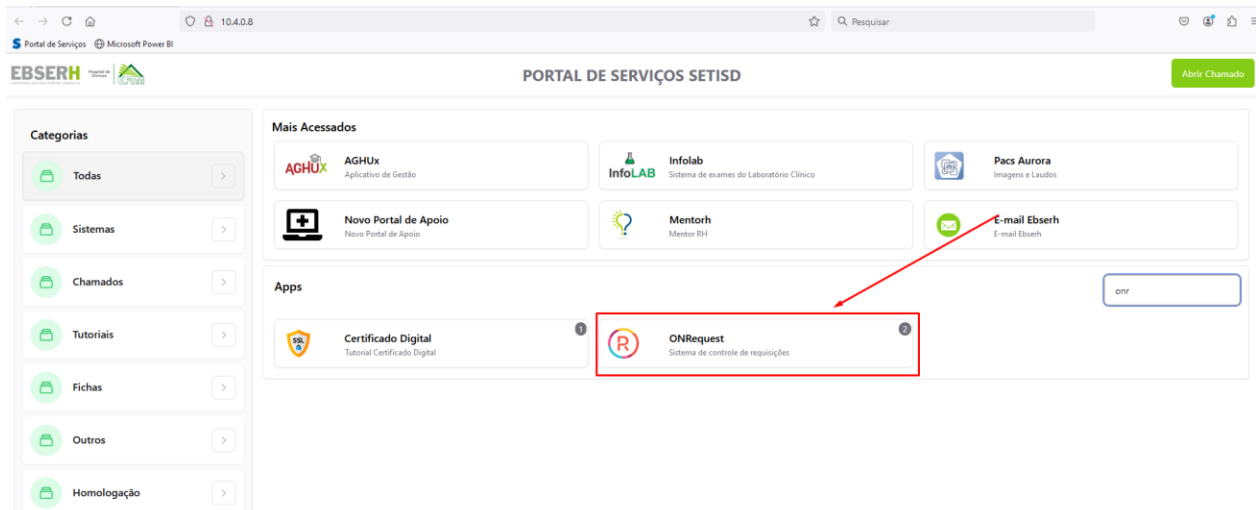 10.4.0.8
Pesquisar
Portal de Serviços
Microsoft Power BI
EBSERH
PORTAL DE SERVIÇOS SETISD
Abrir Chamado
Categorias
Todas
Sistemas
Chamados
Tutoriais
Fichas
Outros
Homologação
Mais Acessados
AGHUX
AGHUx
Aplicativo de Gestão
InfoLAB
Infolab
Sistema de exames do Laboratório Clínico
Pacs Aurora
Imagens e Laudos
Novo Portal de Apoio
Novo Portal de Apoio
Mentorh
Mentor RH
E-mail Ebserh
E-mail Ebserh
Apps
onr
SSL
Certificado Digital
Tutorial Certificado Digital
1
R
ONRequest
Sistema de controle de requisições
2